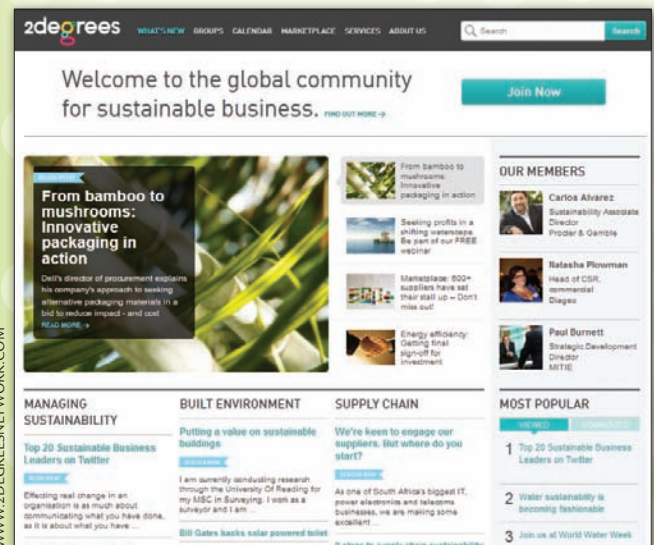 2degrees
WHAT'S NEW GROUPS CALENDAR MARKETPLACE SERVICES ABOUT US
Search
Search
Welcome to the global community
for sustainable business. FIND OUT MORE →
Join Now
From bamboo to
mushrooms:
Innovative
packaging in
action
Dell's director of procurement explains
his company's approach to seeking
alternative packaging materials in a
bid to reduce impact - and cost
READ MORE →
From bamboo to
mushrooms:
Innovative
packaging in action
Seeking profits in a
shifting waterscape.
Be part of our FREE
webinar
Marketplace: 600+
suppliers have set
their stall up – Don't
miss out!
Energy efficiency:
Getting final
sign-off for
investment
OUR MEMBERS
Carlos Alvarez
Sustainability Associate
Director
Procter & Gamble
Natasha Plowman
Head of CSR,
commercial
Diageo
Paul Burnett
Strategic Development
Director
MITIE
MANAGING
SUSTAINABILITY
Top 20 Sustainable Business
Leaders on Twitter
Effecting real change in an
organisation is as much about
communicating what you have done,
as it is about what you have ...
BUILT ENVIRONMENT
Putting a value on sustainable
buildings
I am currently conducting research
through the University Of Reading for
my MSC in Surveying. I work as a
surveyor and I am ...
Bill Gates backs solar powered toilet
SUPPLY CHAIN
We're keen to engage our
suppliers. But where do you
start?
As one of South Africa's biggest IT,
power electronics and telecoms
businesses, we are making some
excellent ...
steps to supply chain sustainability
MOST POPULAR
VIEWED
1 Top 20 Sustainable Business
Leaders on Twitter
2 Water sustainability is
becoming fashionable
3 Join us at World Water Week
WWW.2DEGREESNETWORK.COM